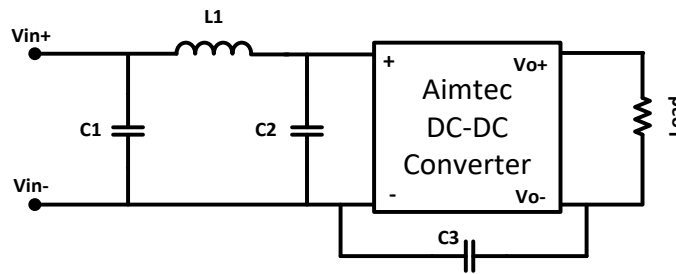 Vin+
L1
C1
C2
+
Vo+
Aimtec
DC-DC
Converter
Load
Vin-
-
Vo-
C3